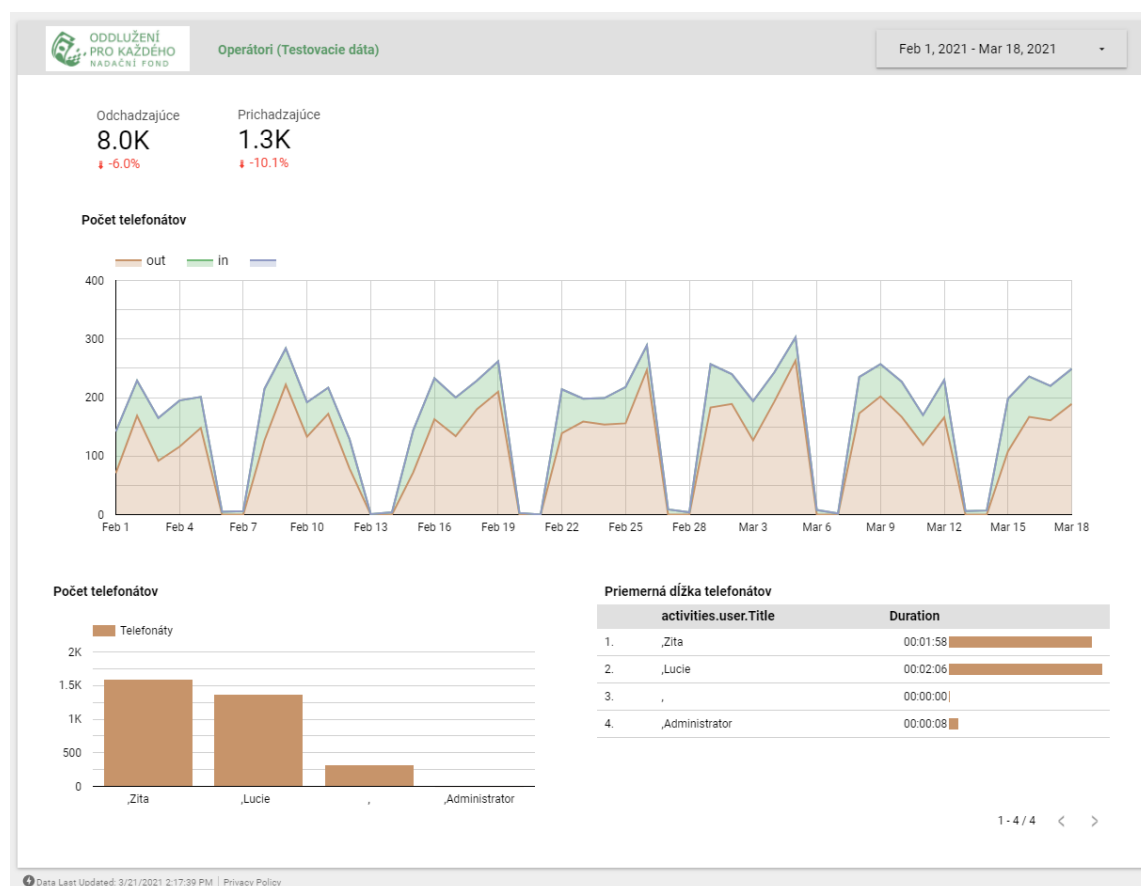 ODDLUŽENÍ
PRO KAŽDÉHO
NADAČNÍ FOND
Operátori (Testovacie dáta)
Feb 1, 2021 - Mar 18, 2021
Odchadzajúce
Prichadzajúce
8.0K
1.3K
-6.0%
-10.1%
Počet telefonátov
out in
400
300
200
100
0
Feb 1 Feb 4 Feb 7 Feb 10 Feb 13 Feb 16 Feb 19 Feb 22 Feb 25 Feb 28 Mar 3 Mar 6 Mar 9 Mar 12 Mar 15 Mar 18
Počet telefonátov
Telefonáty
2K
1.5K
1K
500
0
,Zita ,Lucie , ,Administrator
Priemerná dĺžka telefonátov
activities.user.Title Duration
1. ,Zita 00:01:58
2. ,Lucie 00:02:06
3. , 00:00:00
4. ,Administrator 00:00:08
1 - 4 / 4 < >
Data Last Updated: 3/21/2021 2:17:39 PM | Privacy Policy